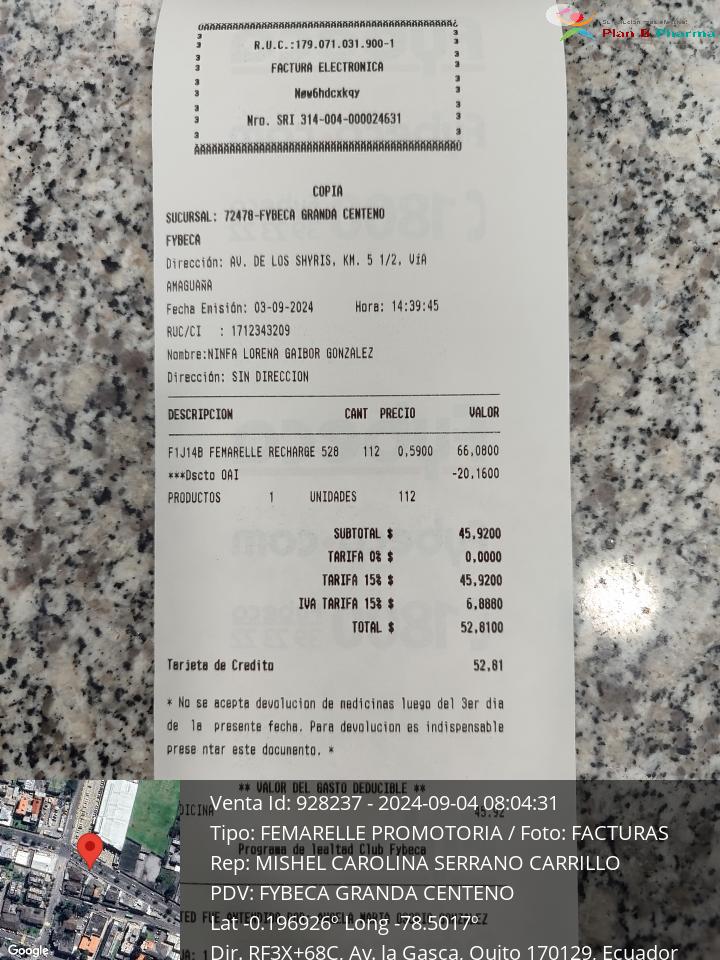 Plan B Pharma
R.U.C.:179.071.031.900-1
FACTURA ELECTRONICA
Nøw6hdcxkqy
Nro. SRI 314-004-000024631
COPIA
SUCURSAL: 72478-FYBECA GRANDA CENTENO
FYBECA
Dirección: AV. DE LOS SHYRIS, KM. 5 1/2, VíA
AMAGUAÑA
Fecha Emisión: 03-09-2024 Hora: 14:39:45
RUC/CI : 1712343209
Nombre:NINFA LORENA GAIBOR GONZALEZ
Dirección: SIN DIRECCION
DESCRIPCION CANT PRECIO VALOR
F1J14B FEMARELLE RECHARGE 528 112 0,5900 66,0800
***Dscto OAI -20,1600
PRODUCTOS 1 UNIDADES 112
SUBTOTAL $ 45,9200
TARIFA 0% $ 0,0000
TARIFA 15% $ 45,9200
IVA TARIFA 15% $ 6,8880
TOTAL $ 52,8100
Tarjeta de Credito 52,81
* No se acepta devolucion de medicinas luego del 3er dia
de la presente fecha. Para devolucion es indispensable
prese ntar este documento. *
** VALOR DEL GASTO DEDUCIBLE **
DICINA 45.92
Programa de lealtad Club Fybeca
Venta Id: 928237 - 2024-09-04 08:04:31
Tipo: FEMARELLE PROMOTORIA / Foto: FACTURAS
Rep: MISHEL CAROLINA SERRANO CARRILLO
PDV: FYBECA GRANDA CENTENO
Lat -0.196926° Long -78.5017°
Dir. RF3X+68C, Av. la Gasca, Quito 170129, Ecuador
Google